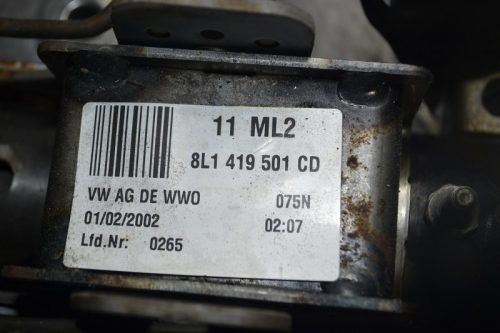 11 ML2
8L1 419 501 CD
VW AG DE WWO 075N
01/02/2002 02:07
Lfd.Nr: 0265